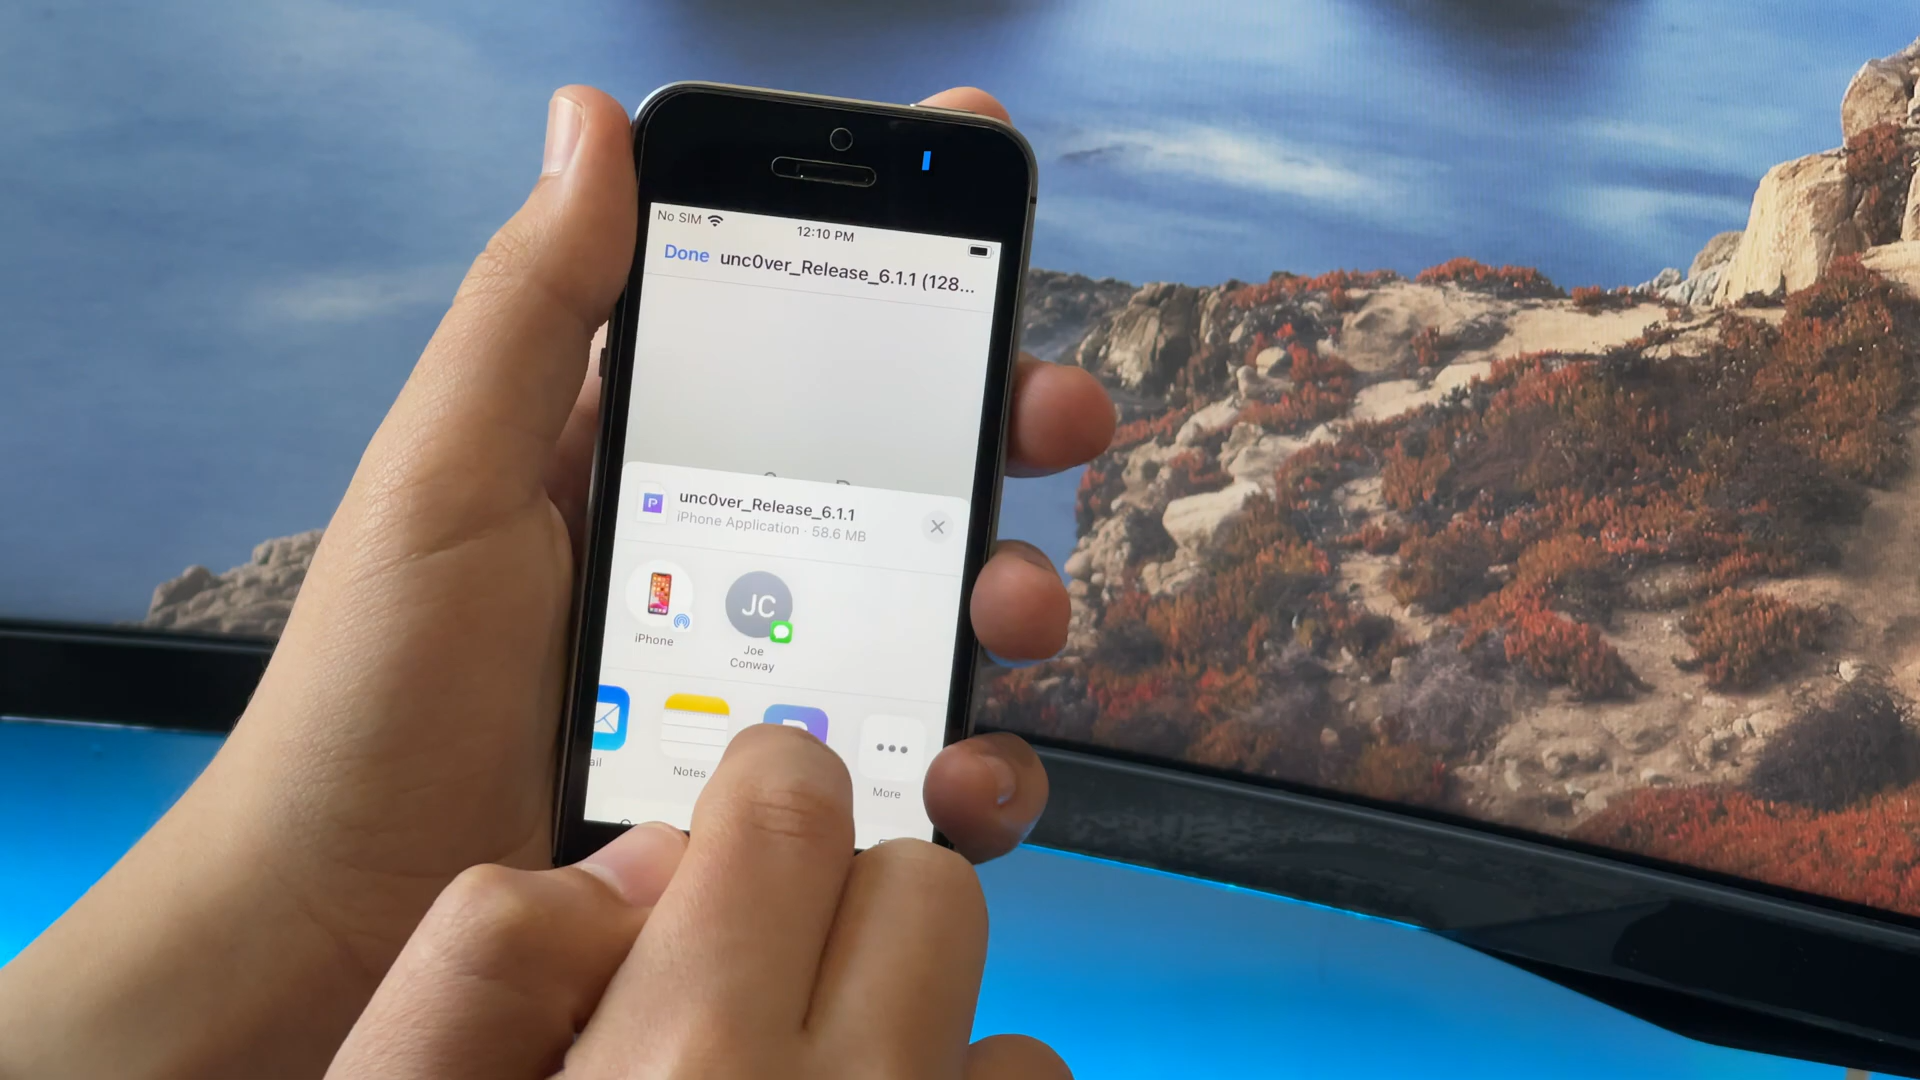 No SIM
12:10 PM
Done unc0ver_Release_6.1.1 (128...
P
unc0ver_Release_6.1.1
iPhone Application · 58.6 MB
JC
iPhone
Joe
Conway
ail
Notes
More